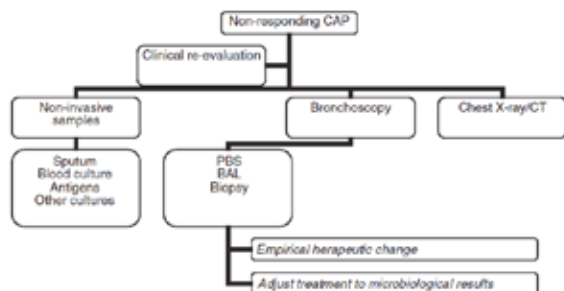 Non-responding CAP
Clinical re-evaluation
Non-invasive
samples
Bronchoscopy
Chest X-ray/CT
Sputum
Blood culture
Antigens
Other cultures
PBS
BAL
Biopsy
Empirical herapeutic change
Adjust treatment to microbiological results